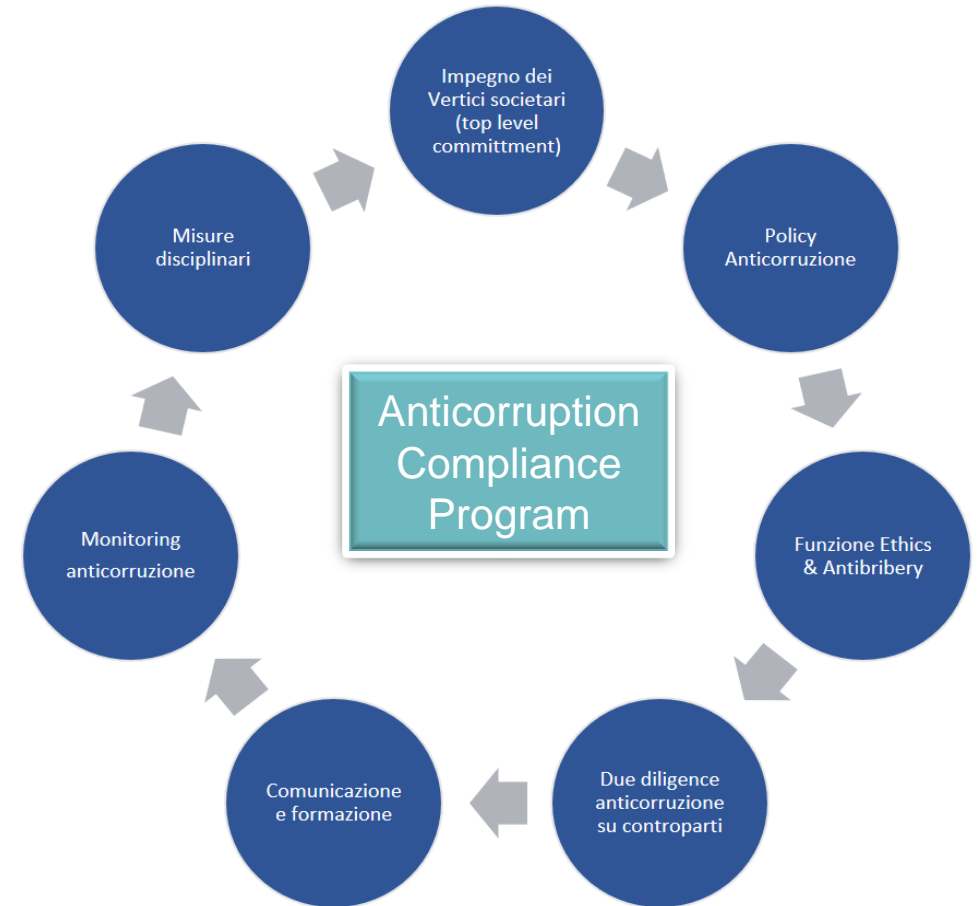 Impegno dei
Vertici societari
(top level
committment)
Policy
Anticorruzione
Funzione Ethics
& Antibribery
Due diligence
anticorruzione
su controparti
Comunicazione
e formazione
Monitoring
anticorruzione
Misure
disciplinari
Anticorruption
Compliance
Program